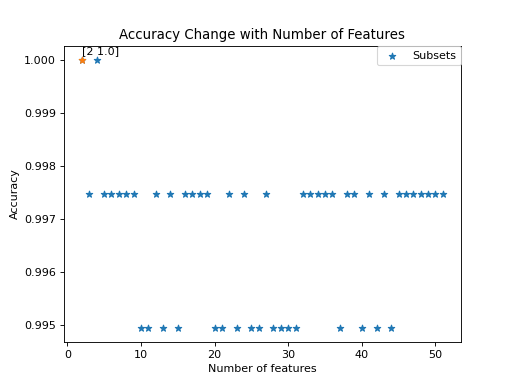 Accuracy Change with Number of Features
[2 1.0]
Subsets
1.000
0.999
0.998
0.997
0.996
0.995
Accuracy
0 10 20 30 40 50
Number of features